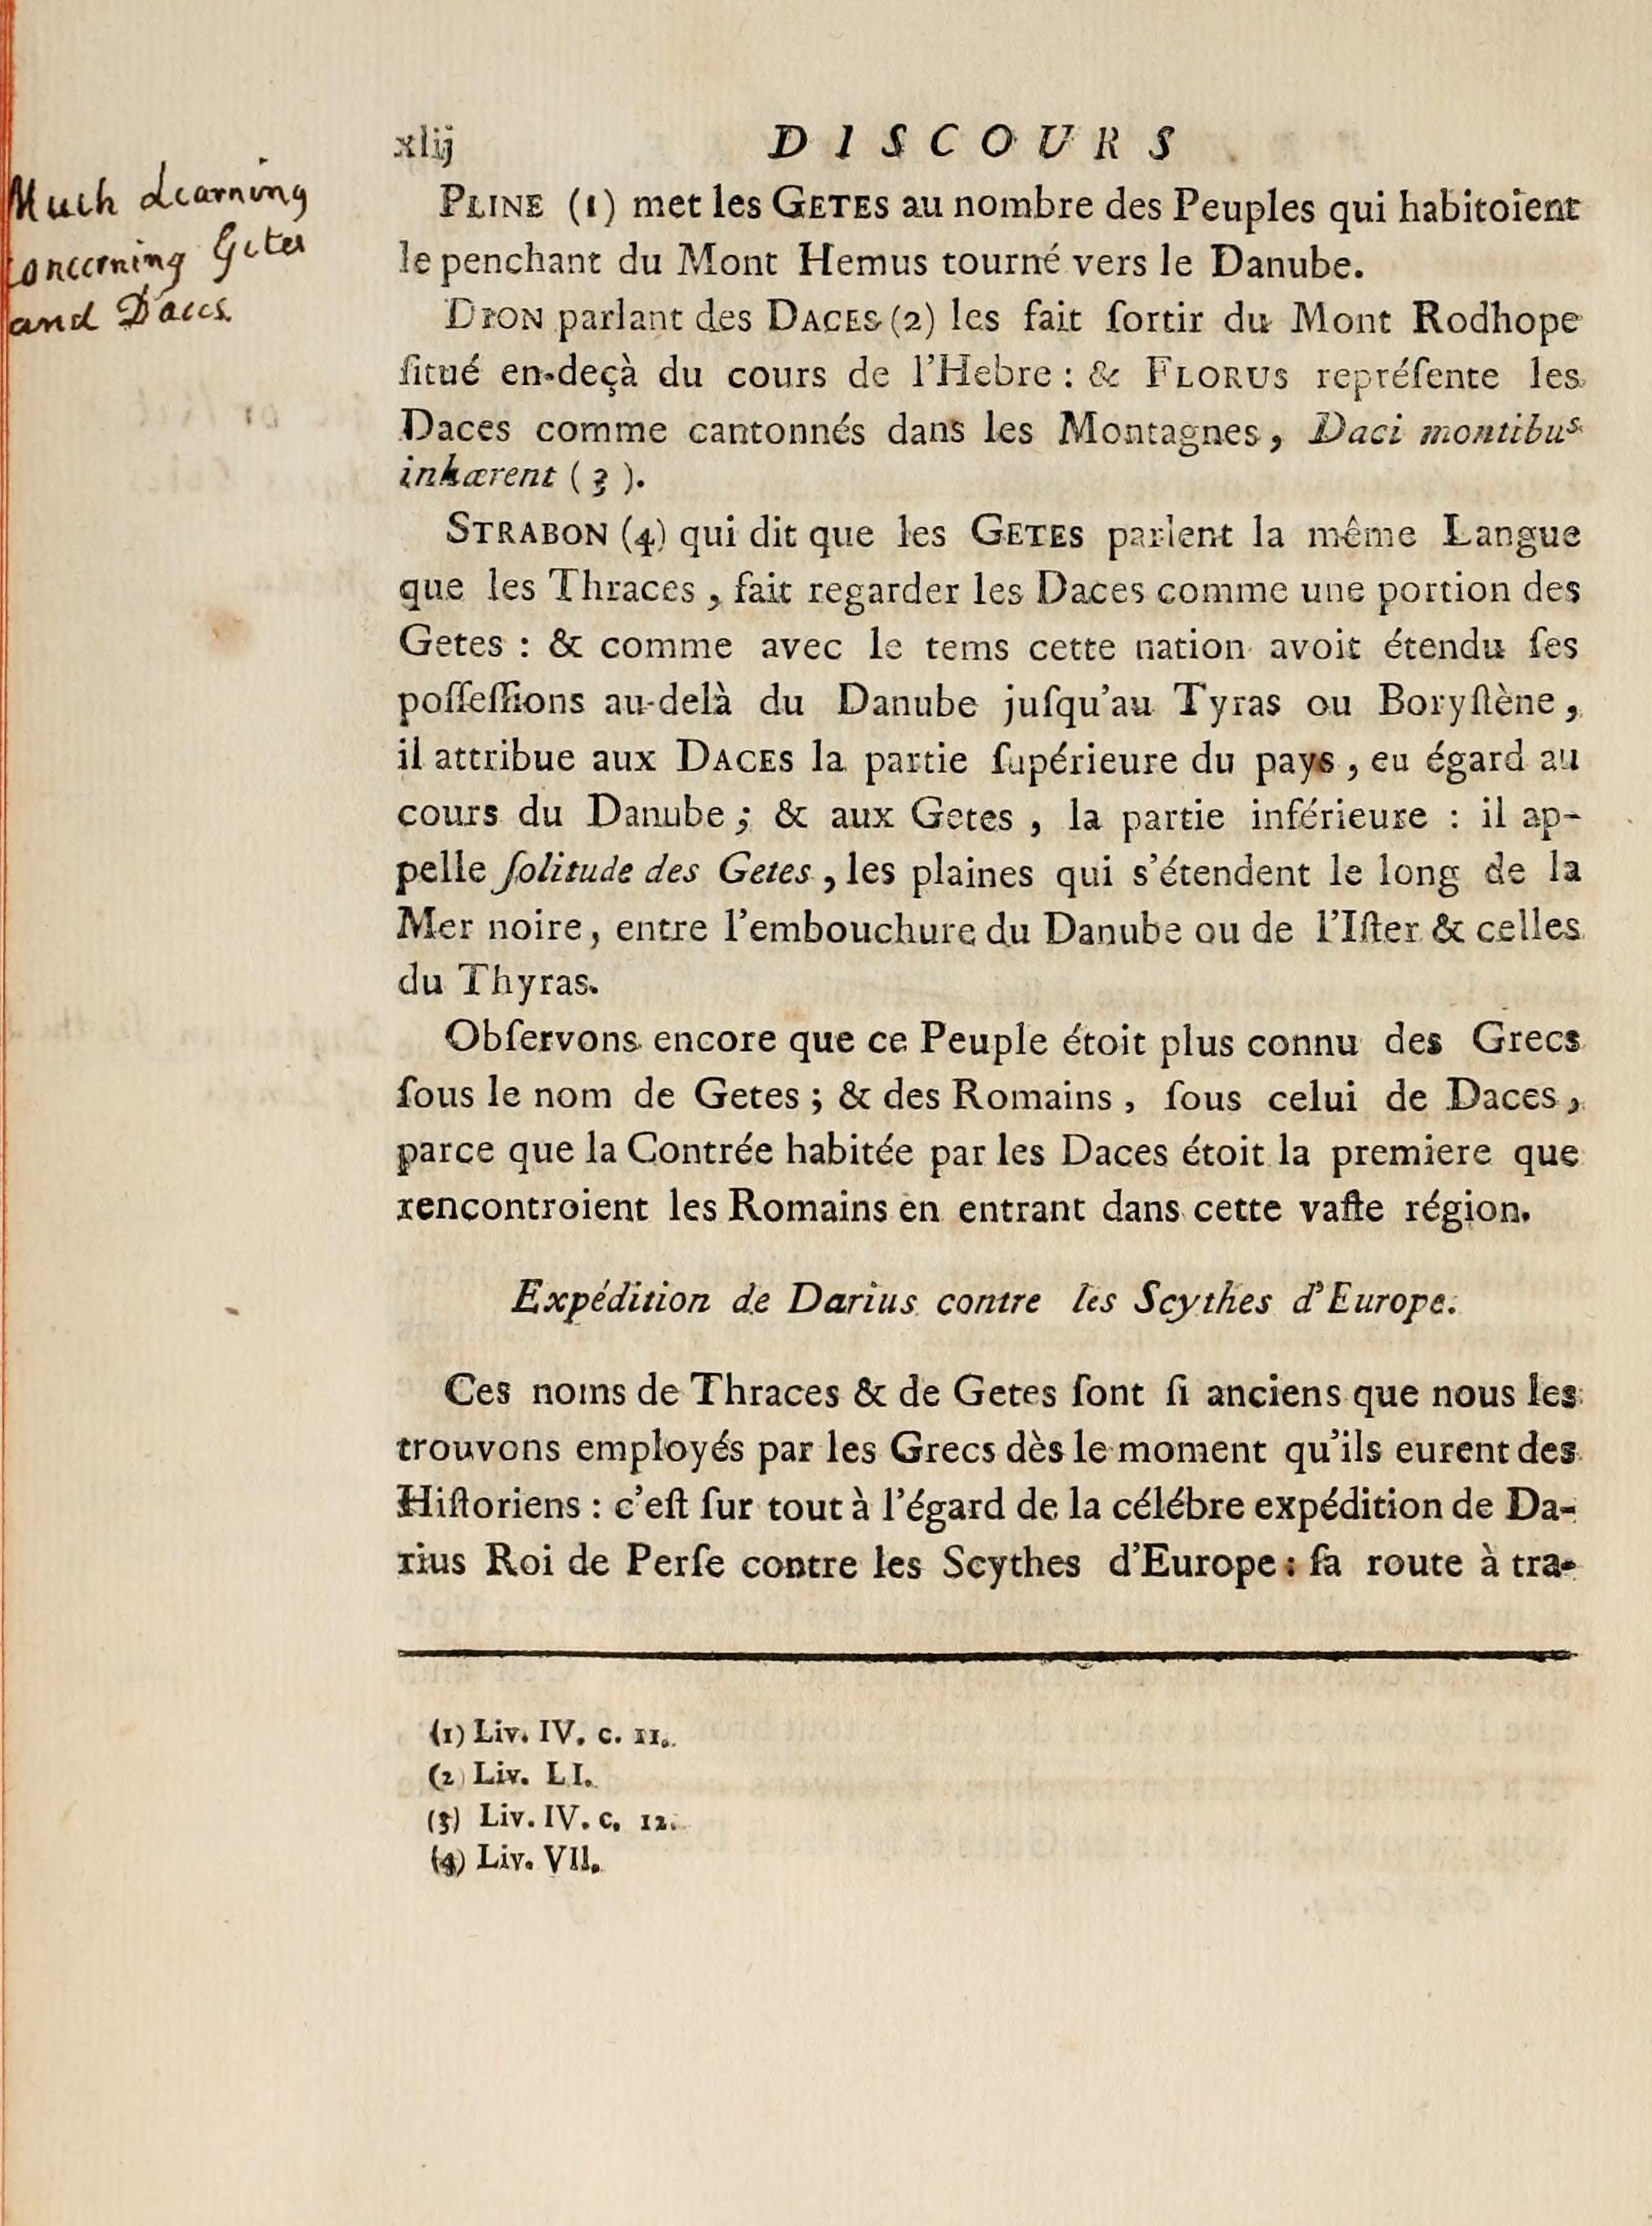 xlij DISCOURS
Much Learning
concerning Getes
and Daces.
PLINE (1) met les GETES au nombre des Peuples qui habitoient
le penchant du Mont Hemus tourné vers le Danube.
DION parlant des DACES (2) les fait ſortir du Mont Rodhope
ſitué en-deçà du cours de l'Hebre : & FLORUS repréſente les
Daces comme cantonnés dans les Montagnes, Daci montibus
inhærent (3).
STRABON (4) qui dit que les GETES parlent la même Langue
que les Thraces, fait regarder les Daces comme une portion des
Getes : & comme avec le tems cette nation avoit étendu ſes
poſſeſſions au-delà du Danube juſqu'au Tyras ou Boryſtène,
il attribue aux DACES la partie ſupérieure du pays, eu égard au
cours du Danube ; & aux Getes, la partie inférieure : il ap-
pelle ſolitude des Getes, les plaines qui s'étendent le long de la
Mer noire, entre l'embouchure du Danube ou de l'Iſter & celles
du Thyras.
Obſervons encore que ce Peuple étoit plus connu des Grecs
ſous le nom de Getes ; & des Romains, ſous celui de Daces,
parce que la Contrée habitée par les Daces étoit la premiere que
rencontroient les Romains en entrant dans cette vaſte région.
Expédition de Darius contre les Scythes d'Europe.
Ces noms de Thraces & de Getes ſont ſi anciens que nous les
trouvons employés par les Grecs dès le moment qu'ils eurent des
Hiſtoriens : c'eſt ſur tout à l'égard de la célébre expédition de Da-
rius Roi de Perſe contre les Scythes d'Europe : ſa route à tra-
(1) Liv. IV. c. 11.
(2) Liv. LI.
(3) Liv. IV. c. 12.
(4) Liv. VII.